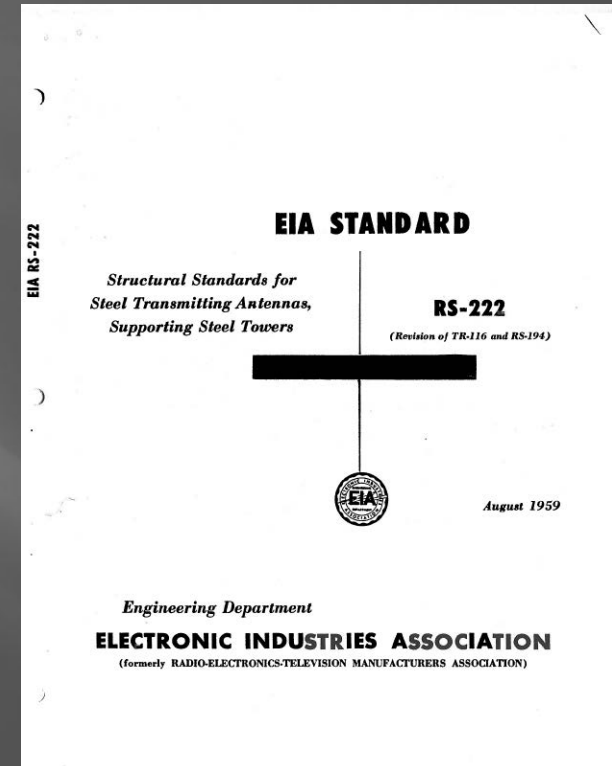 EIA RS-222
EIA STANDARD
Structural Standards for
Steel Transmitting Antennas,
Supporting Steel Towers
RS-222
(Revision of TR-116 and RS-194)
EIA
August 1959
Engineering Department
ELECTRONIC INDUSTRIES ASSOCIATION
(formerly RADIO-ELECTRONICS-TELEVISION MANUFACTURERS ASSOCIATION)